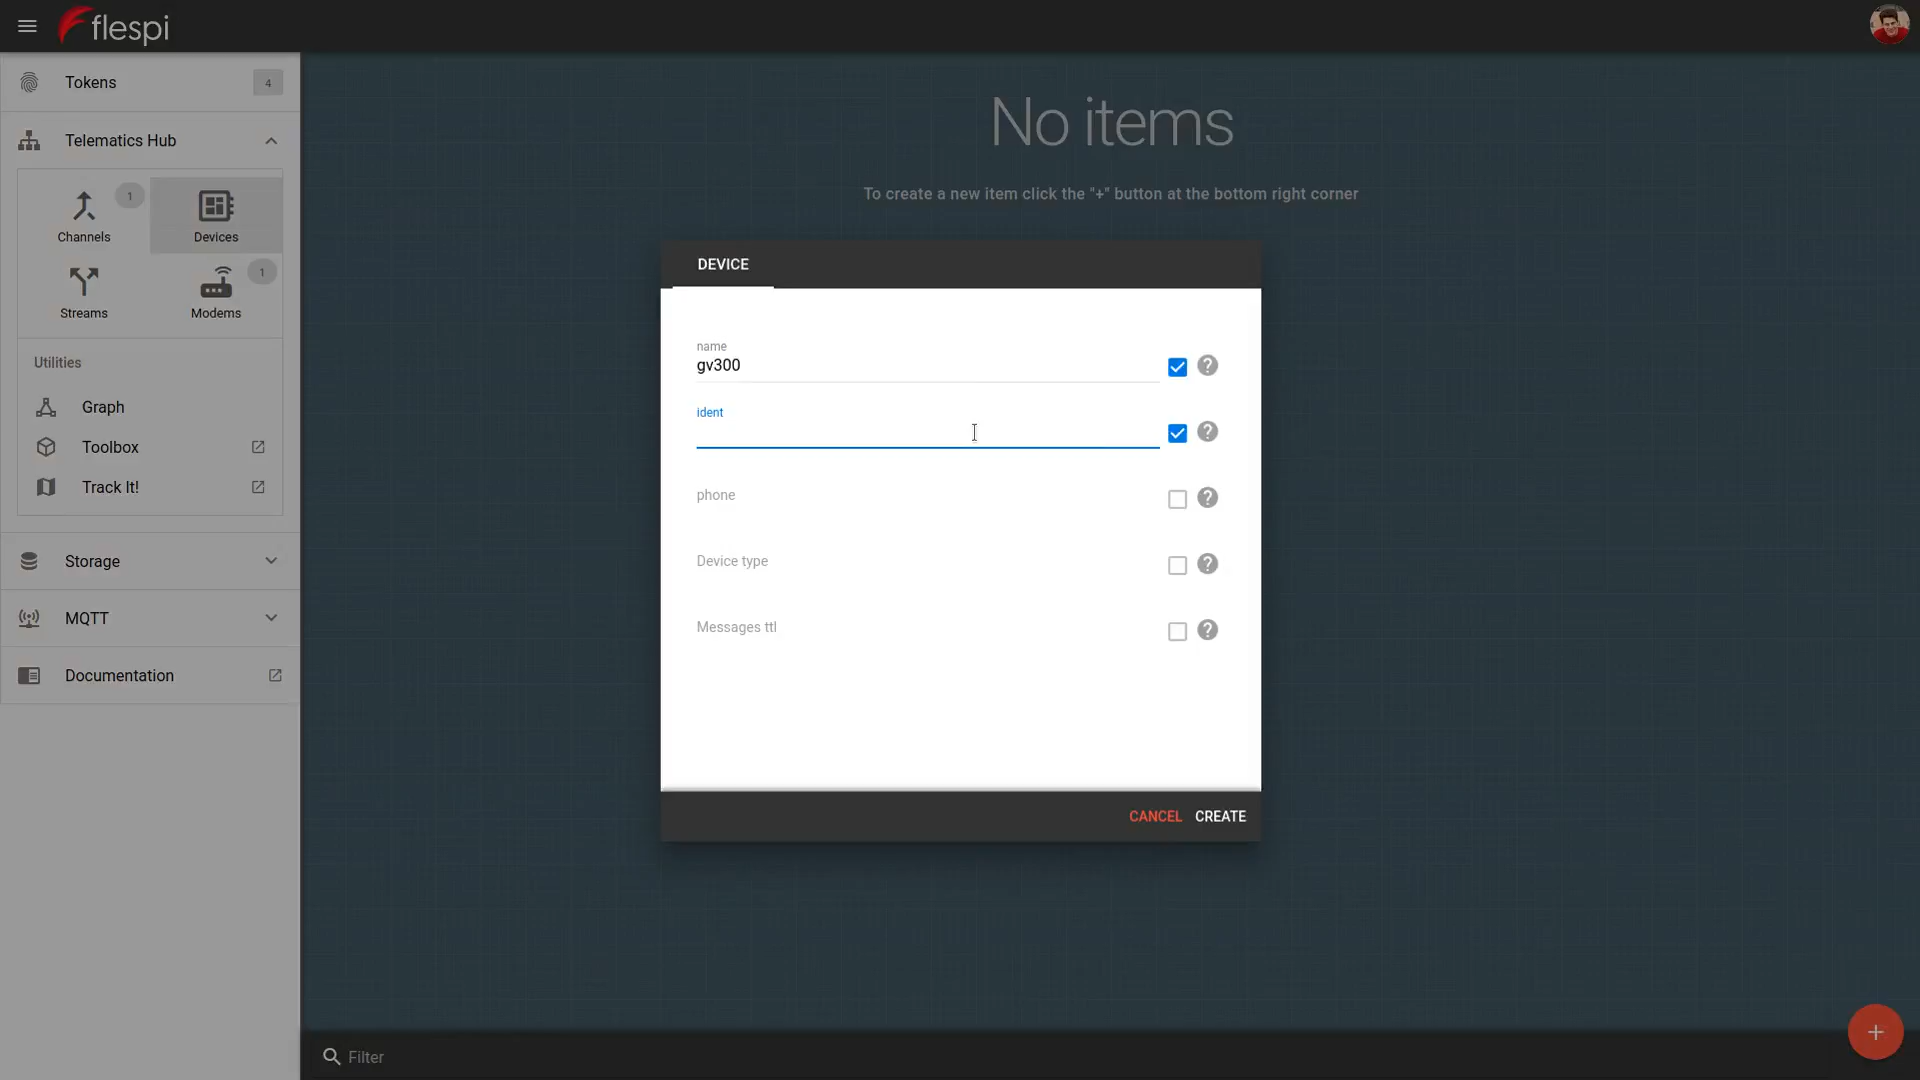 flespi
Tokens
4
Telematics Hub
1
Channels
Devices
1
Streams
Modems
Utilities
Graph
Toolbox
Track It!
Storage
MQTT
Documentation
No items
To create a new item click the "+" button at the bottom right corner
DEVICE
name
gv300
ident
phone
Device type
Messages ttl
CANCEL CREATE
Filter